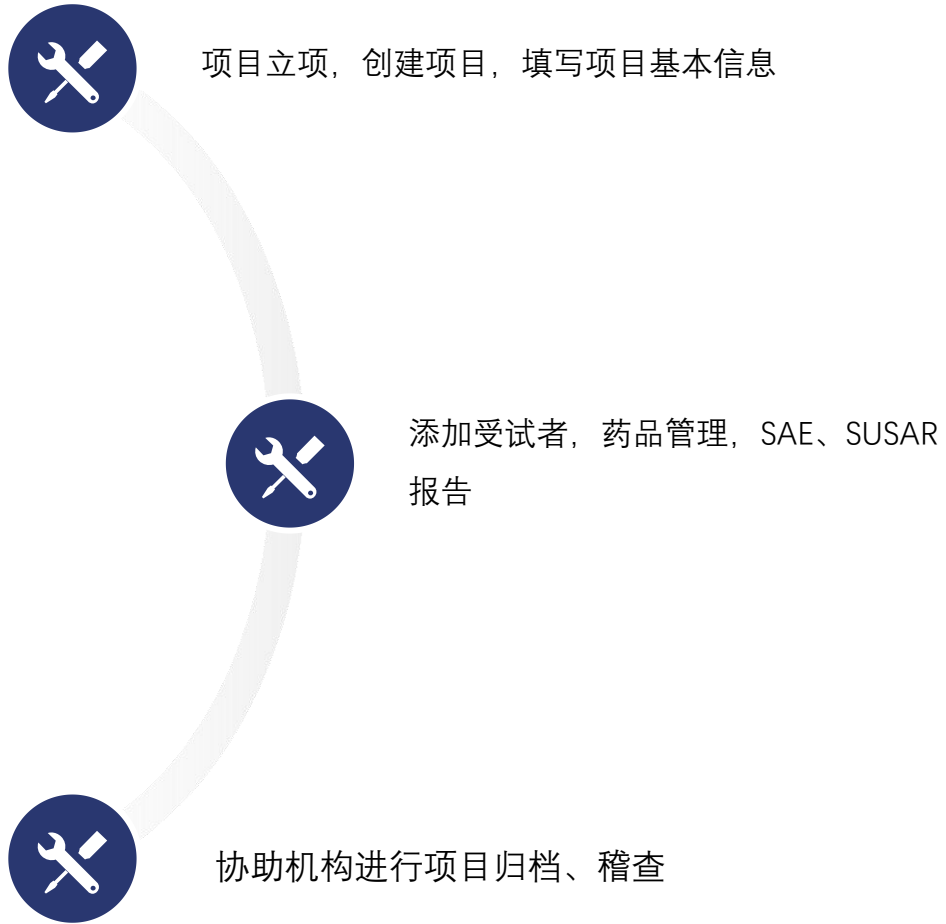 项目立项，创建项目，填写项目基本信息
添加受试者，药品管理，SAE、SUSAR
报告
协助机构进行项目归档、稽查